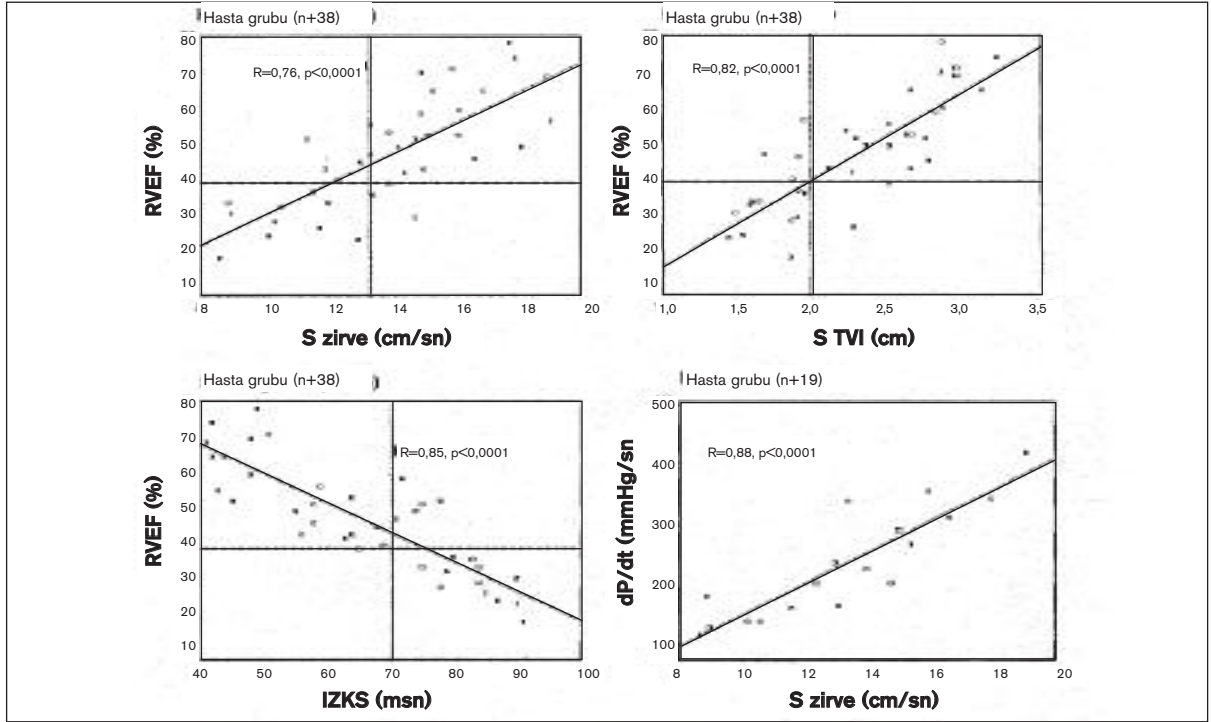 Hasta grubu (n+38)
R=0,76, p<0,0001
RVEF (%)
80
70
60
50
40
30
20
10
8 10 12 14 16 18 20
S zirve (cm/sn)
Hasta grubu (n+38)
R=0,82, p<0,0001
RVEF (%)
80
70
60
50
40
30
20
10
1,0 1,5 2,0 2,5 3,0 3,5
S TVI (cm)
Hasta grubu (n+38)
R=0,85, p<0,0001
RVEF (%)
80
70
60
50
40
30
20
10
40 50 60 70 80 90 100
IZKS (msn)
Hasta grubu (n+19)
R=0,88, p<0,0001
dP/dt (mmHg/sn)
500
400
300
200
100
8 10 12 14 16 18 20
S zirve (cm/sn)